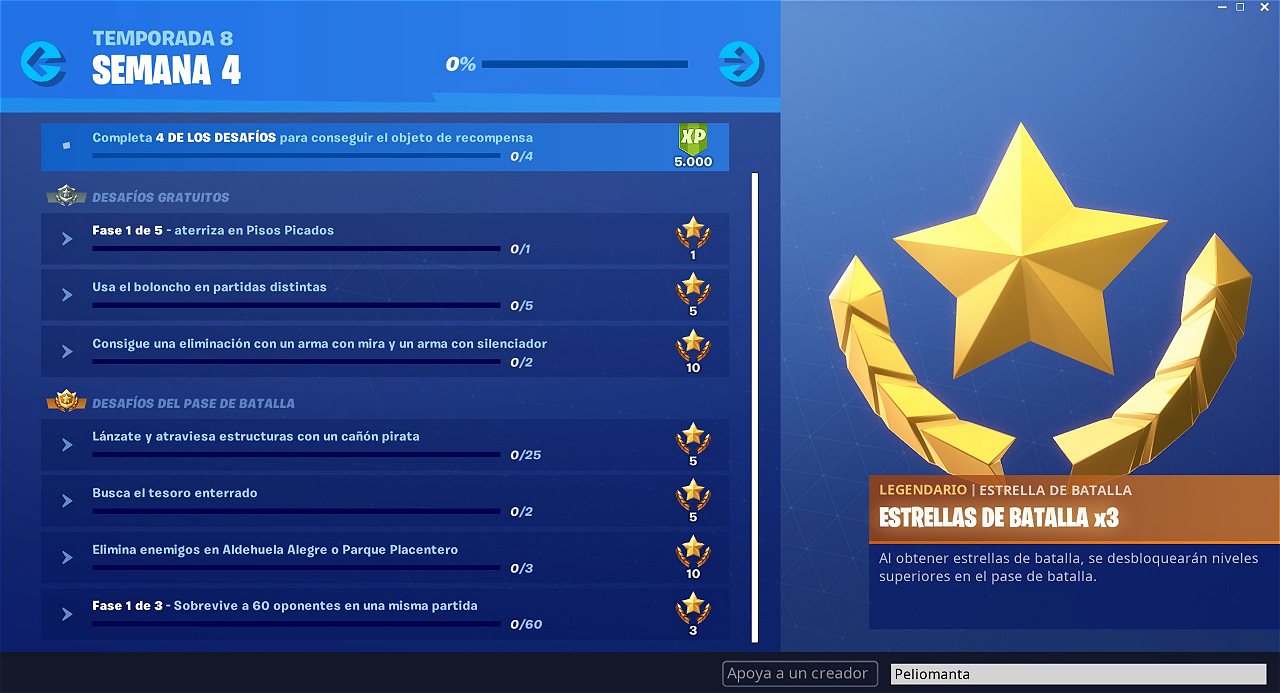 TEMPORADA 8
SEMANA 4
0%
Completa 4 DE LOS DESAFÍOS para conseguir el objeto de recompensa
0/4
XP
5.000
DESAFÍOS GRATUITOS
Fase 1 de 5 - aterriza en Pisos Picados
0/1
1
Usa el boloncho en partidas distintas
0/5
5
Consigue una eliminación con un arma con mira y un arma con silenciador
0/2
10
DESAFÍOS DEL PASE DE BATALLA
Lánzate y atraviesa estructuras con un cañón pirata
0/25
5
Busca el tesoro enterrado
0/2
5
Elimina enemigos en Aldehuela Alegre o Parque Placentero
0/3
10
Fase 1 de 3 - Sobrevive a 60 oponentes en una misma partida
0/60
3
LEGENDARIO | ESTRELLA DE BATALLA
ESTRELLAS DE BATALLA x3
Al obtener estrellas de batalla, se desbloquearán niveles
superiores en el pase de batalla.
Apoya a un creador
Peliomanta